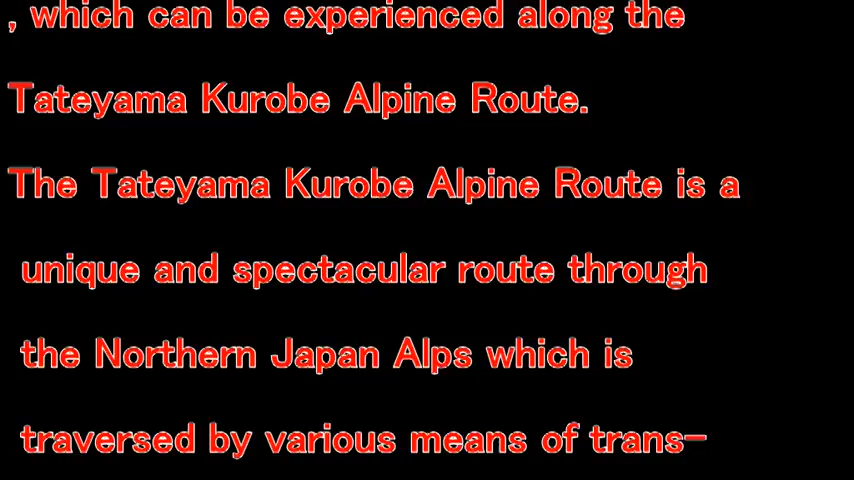 , which can be experienced along the
Tateyama Kurobe Alpine Route.
The Tateyama Kurobe Alpine Route is a
unique and spectacular route through
the Northern Japan Alps which is
traversed by various means of trans-